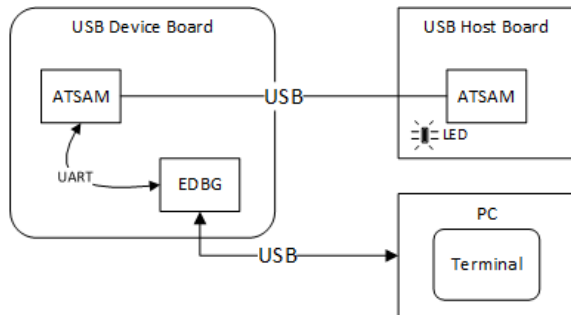 USB Device Board
USB Host Board
ATSAM
USB
ATSAM
LED
UART
EDBG
PC
USB
Terminal